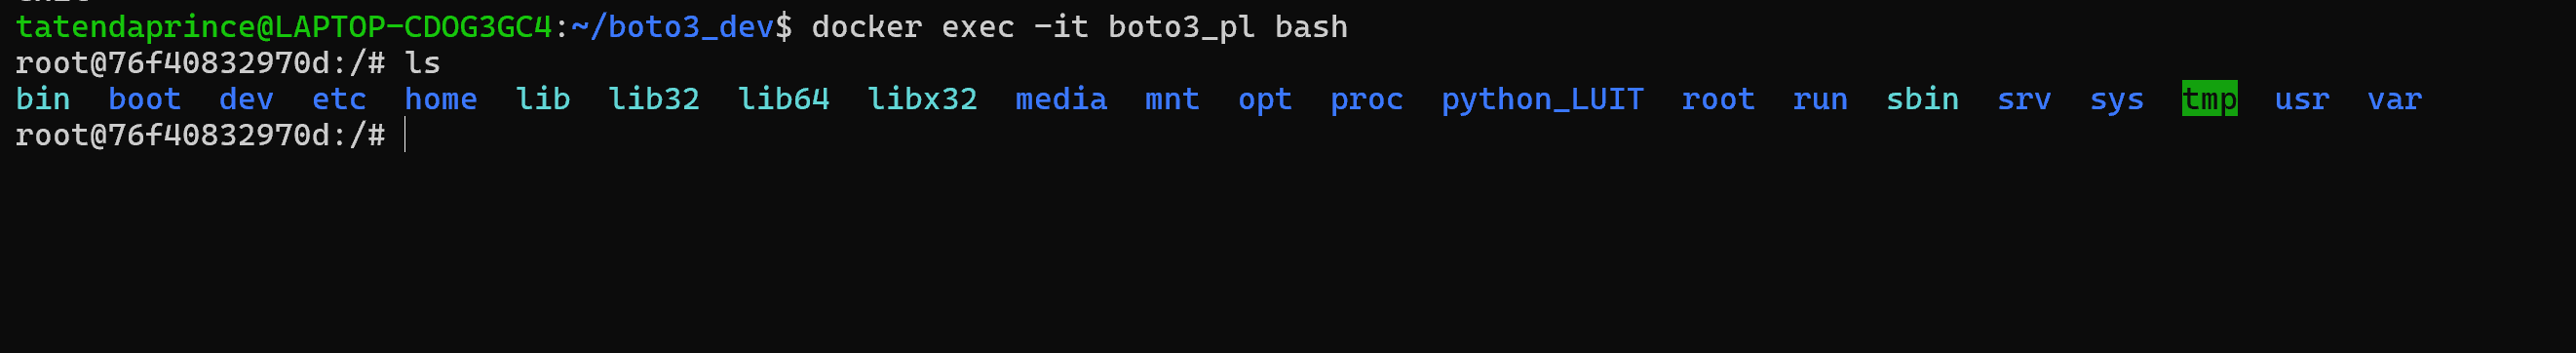 tatendaprince@LAPTOP-CDOG3GC4:~/boto3_dev$ docker exec -it boto3_pl bash
root@76f40832970d:/# ls
bin  boot  dev  etc  home  lib  lib32  lib64  libx32  media  mnt  opt  proc  python_LUIT  root  run  sbin  srv  sys  tmp  usr  var
root@76f40832970d:/#